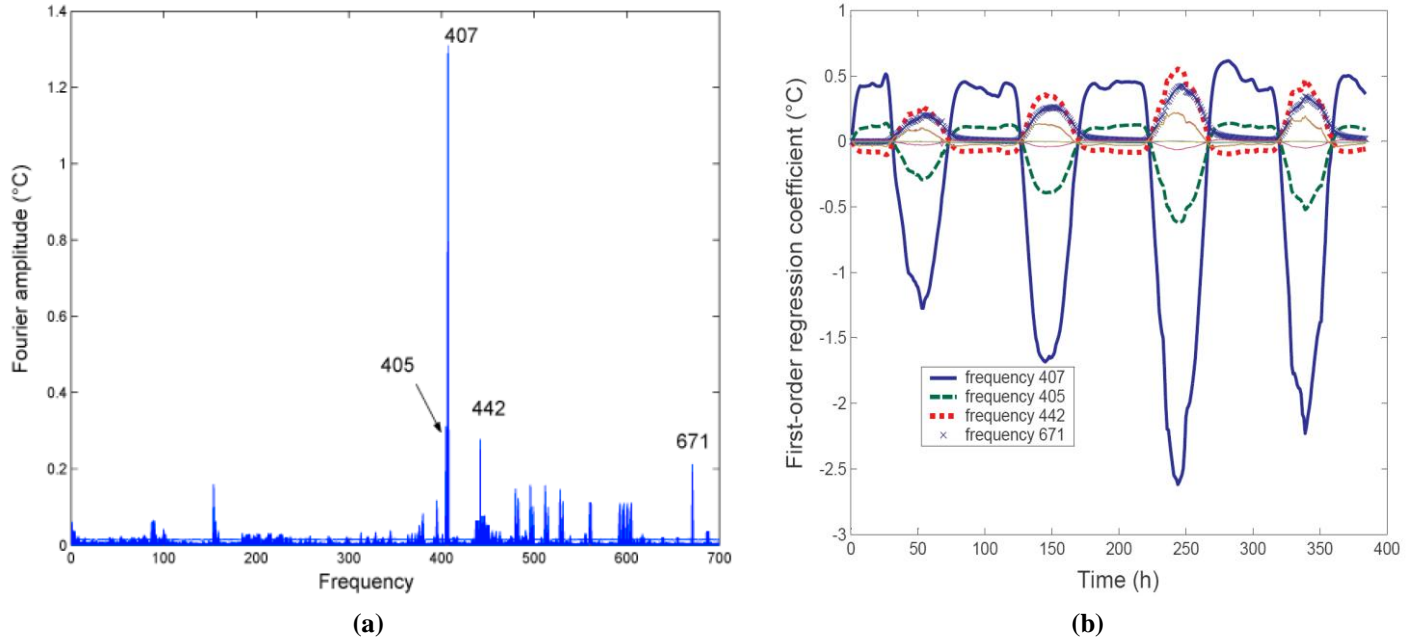 1.4
1.2
1
0.8
0.6
0.4
0.2
0
0 100 200 300 400 500 600 700
Fourier amplitude (°C)
Frequency
407
405
442
671
(a)
1
0.5
0
-0.5
-1
-1.5
-2
-2.5
-3
0 50 100 150 200 250 300 350 400
First-order regression coefficient (°C)
Time (h)
frequency 407
frequency 405
frequency 442
frequency 671
(b)